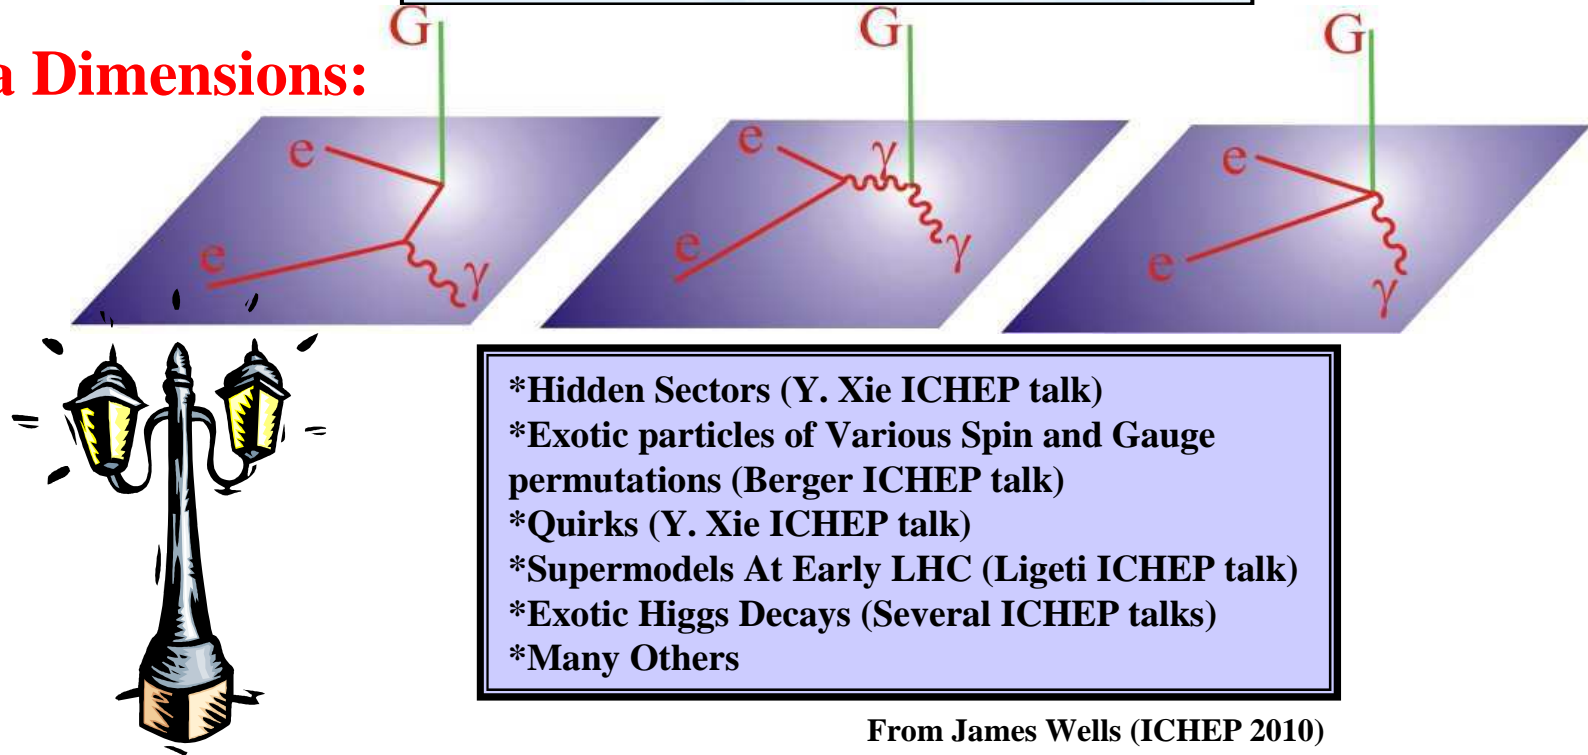 a Dimensions:
G
e
e
γ
G
e
γ
e
γ
G
e
e
γ
*Hidden Sectors (Y. Xie ICHEP talk)
*Exotic particles of Various Spin and Gauge
permutations (Berger ICHEP talk)
*Quirks (Y. Xie ICHEP talk)
*Supermodels At Early LHC (Ligeti ICHEP talk)
*Exotic Higgs Decays (Several ICHEP talks)
*Many Others
From James Wells (ICHEP 2010)